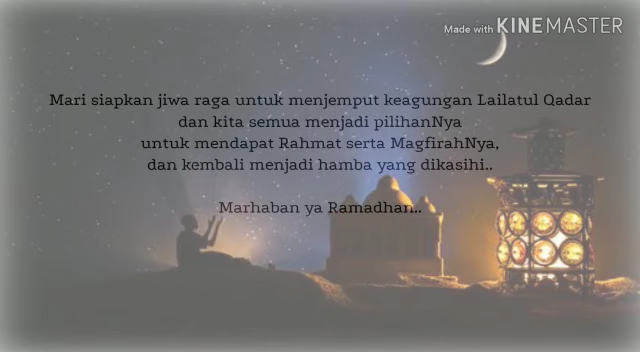 Made with KINEMASTER
Mari siapkan jiwa raga untuk menjemput keagungan Lailatul Qadar
dan kita semua menjadi pilihanNya
untuk mendapat Rahmat serta MagfirahNya,
dan kembali menjadi hamba yang dikasihi..
Marhaban ya Ramadhan..